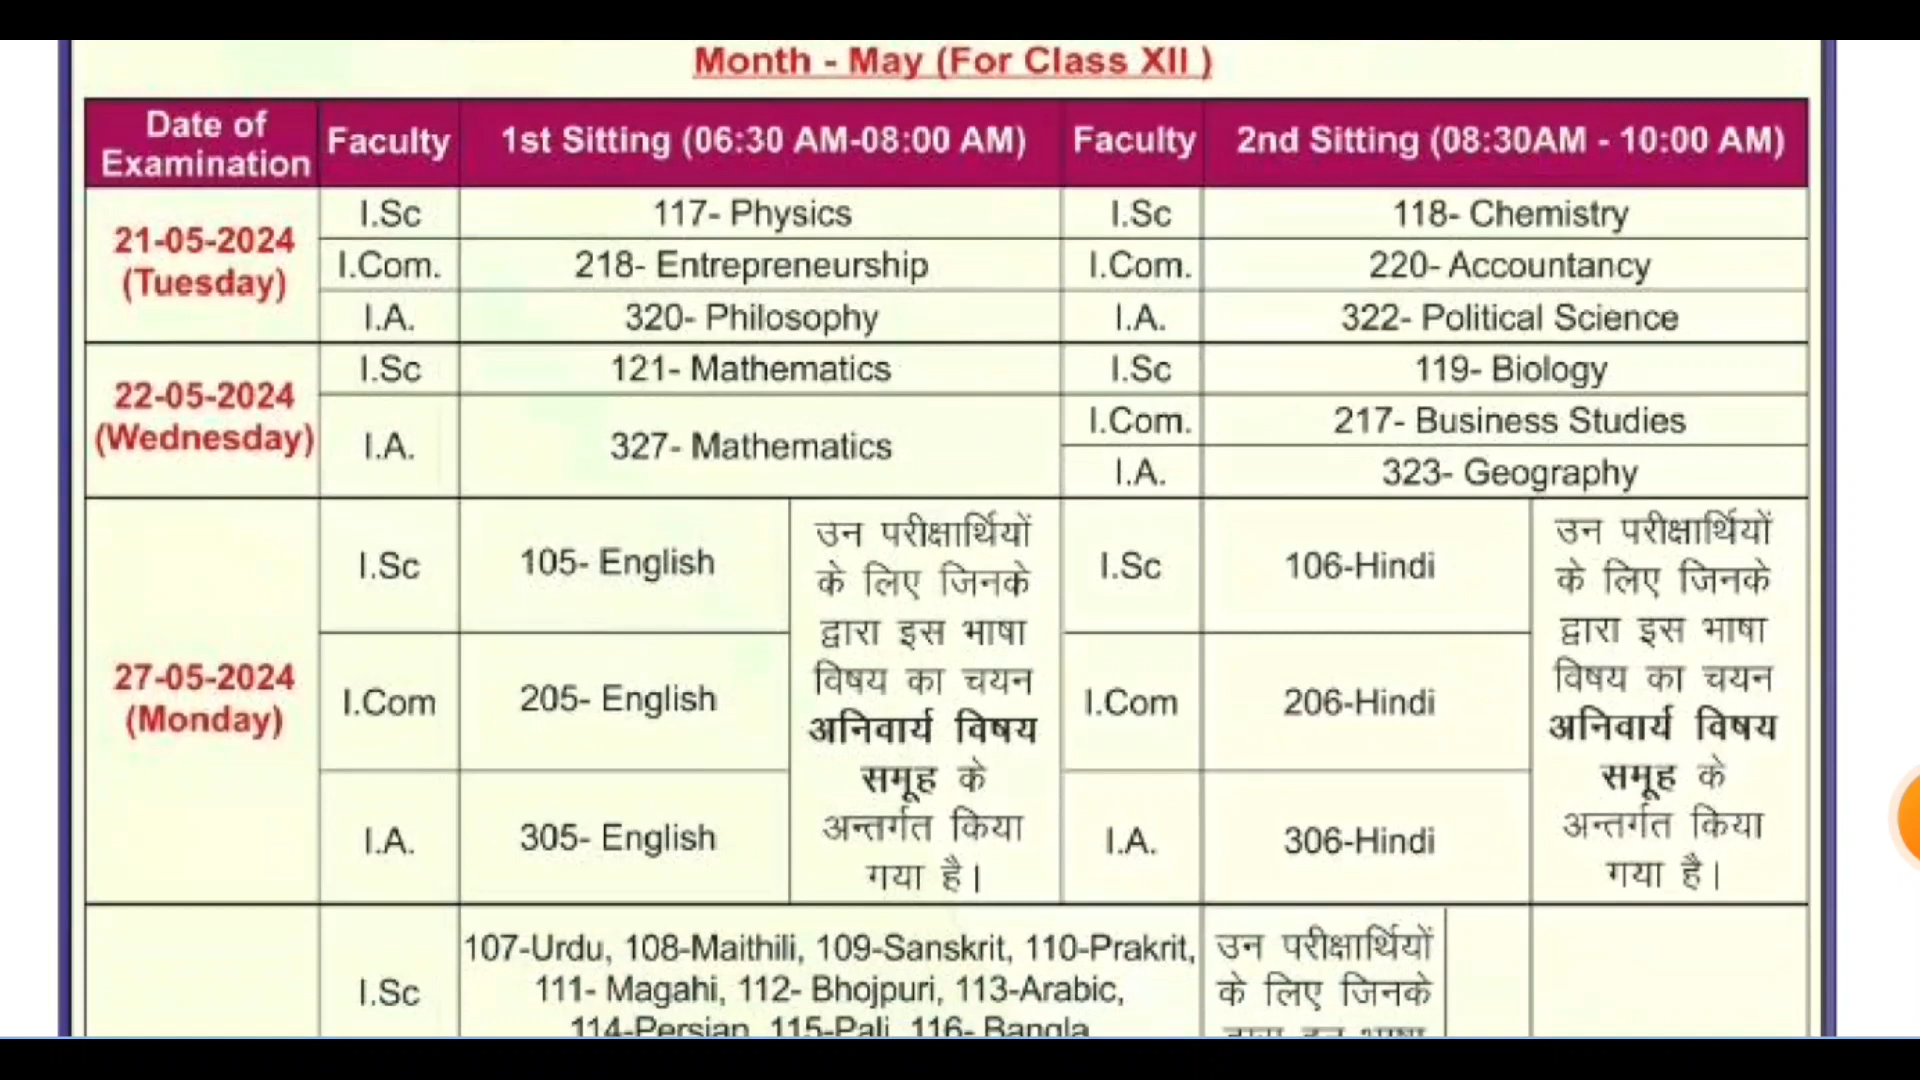 Month - May (For Class XII )
Date of Examination Faculty 1st Sitting (06:30 AM-08:00 AM) Faculty 2nd Sitting (08:30AM - 10:00 AM)
21-05-2024
(Tuesday)
I.Sc 117- Physics I.Sc 118- Chemistry
I.Com. 218- Entrepreneurship I.Com. 220- Accountancy
I.A. 320- Philosophy I.A. 322- Political Science
22-05-2024
(Wednesday)
I.Sc 121- Mathematics I.Sc 119- Biology
I.A. 327- Mathematics
I.Com. 217- Business Studies
I.A. 323- Geography
27-05-2024
(Monday)
I.Sc 105- English
I.Com 205- English
I.A. 305- English
उन परीक्षार्थियों
के लिए जिनके
द्वारा इस भाषा
विषय का चयन
अनिवार्य विषय
समूह के
अन्तर्गत किया
गया है।
I.Sc 106-Hindi
I.Com 206-Hindi
I.A. 306-Hindi
उन परीक्षार्थियों
के लिए जिनके
द्वारा इस भाषा
विषय का चयन
अनिवार्य विषय
समूह के
अन्तर्गत किया
गया है।
I.Sc
107-Urdu, 108-Maithili, 109-Sanskrit, 110-Prakrit,
111- Magahi, 112- Bhojpuri, 113-Arabic,
114-Persian, 115-Pali, 116- Bangla
उन परीक्षार्थियों
के लिए जिनके